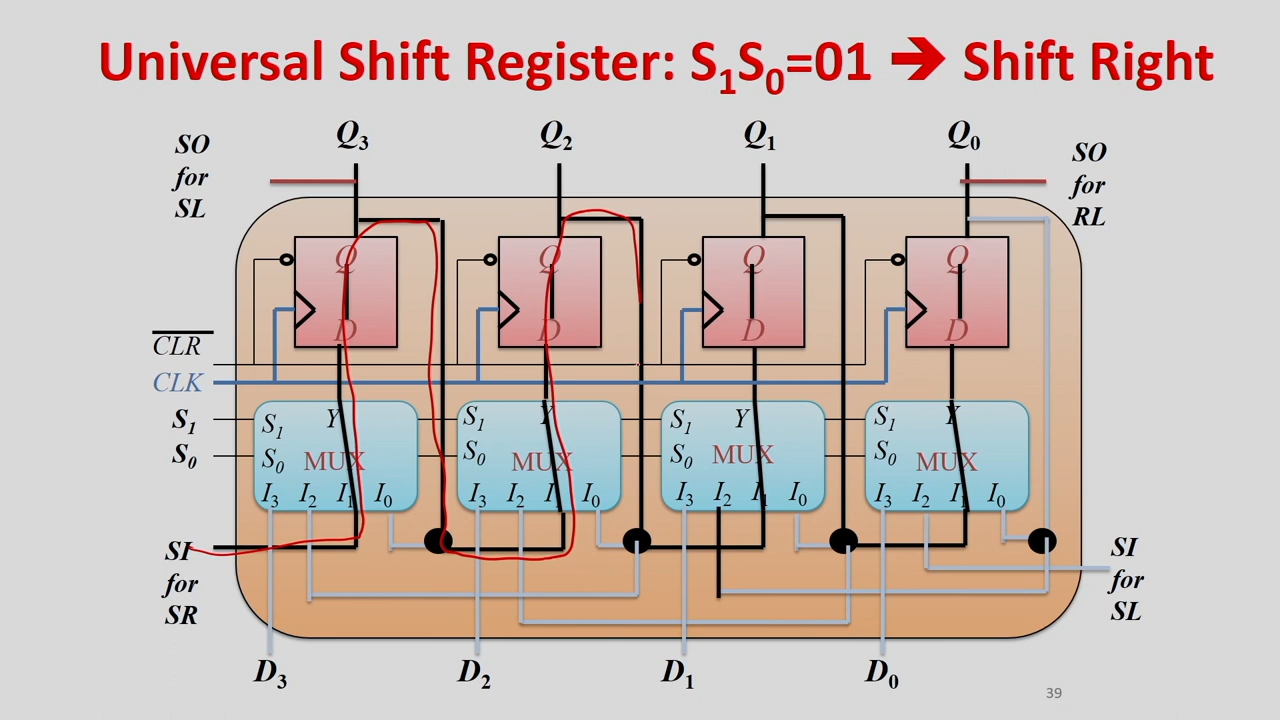 Universal Shift Register: S₁S₀=01 ➔ Shift Right
SO
for
SL
Q₃
Q₂
Q₁
Q₀
SO
for
RL
Q Q Q Q
D D D D
CLR
CLK
S₁
S₀
S₁ Y S₁ Y S₁ Y S₁ Y
S₀ MUX S₀ MUX S₀ MUX S₀ MUX
I₃ I₂ I₁ I₀ I₃ I₂ I₁ I₀ I₃ I₂ I₁ I₀ I₃ I₂ I₁ I₀
SI
for
SR
SI
for
SL
D₃ D₂ D₁ D₀
39